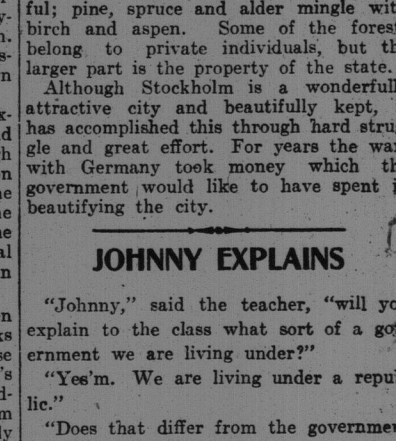 ful; pine, spruce and alder mingle wit
birch and aspen. Some of the fores
belong to private individuals, but th
larger part is the property of the state.
Although Stockholm is a wonderfull
attractive city and beautifully kept,
has accomplished this through hard stru
gle and great effort. For years the wa
with Germany took money which th
government would like to have spent i
beautifying the city.
JOHNNY EXPLAINS
"Johnny," said the teacher, "will yo
explain to the class what sort of a go
ernment we are living under?"
"Yes'm. We are living under a repu
lic."
"Does that differ from the governme